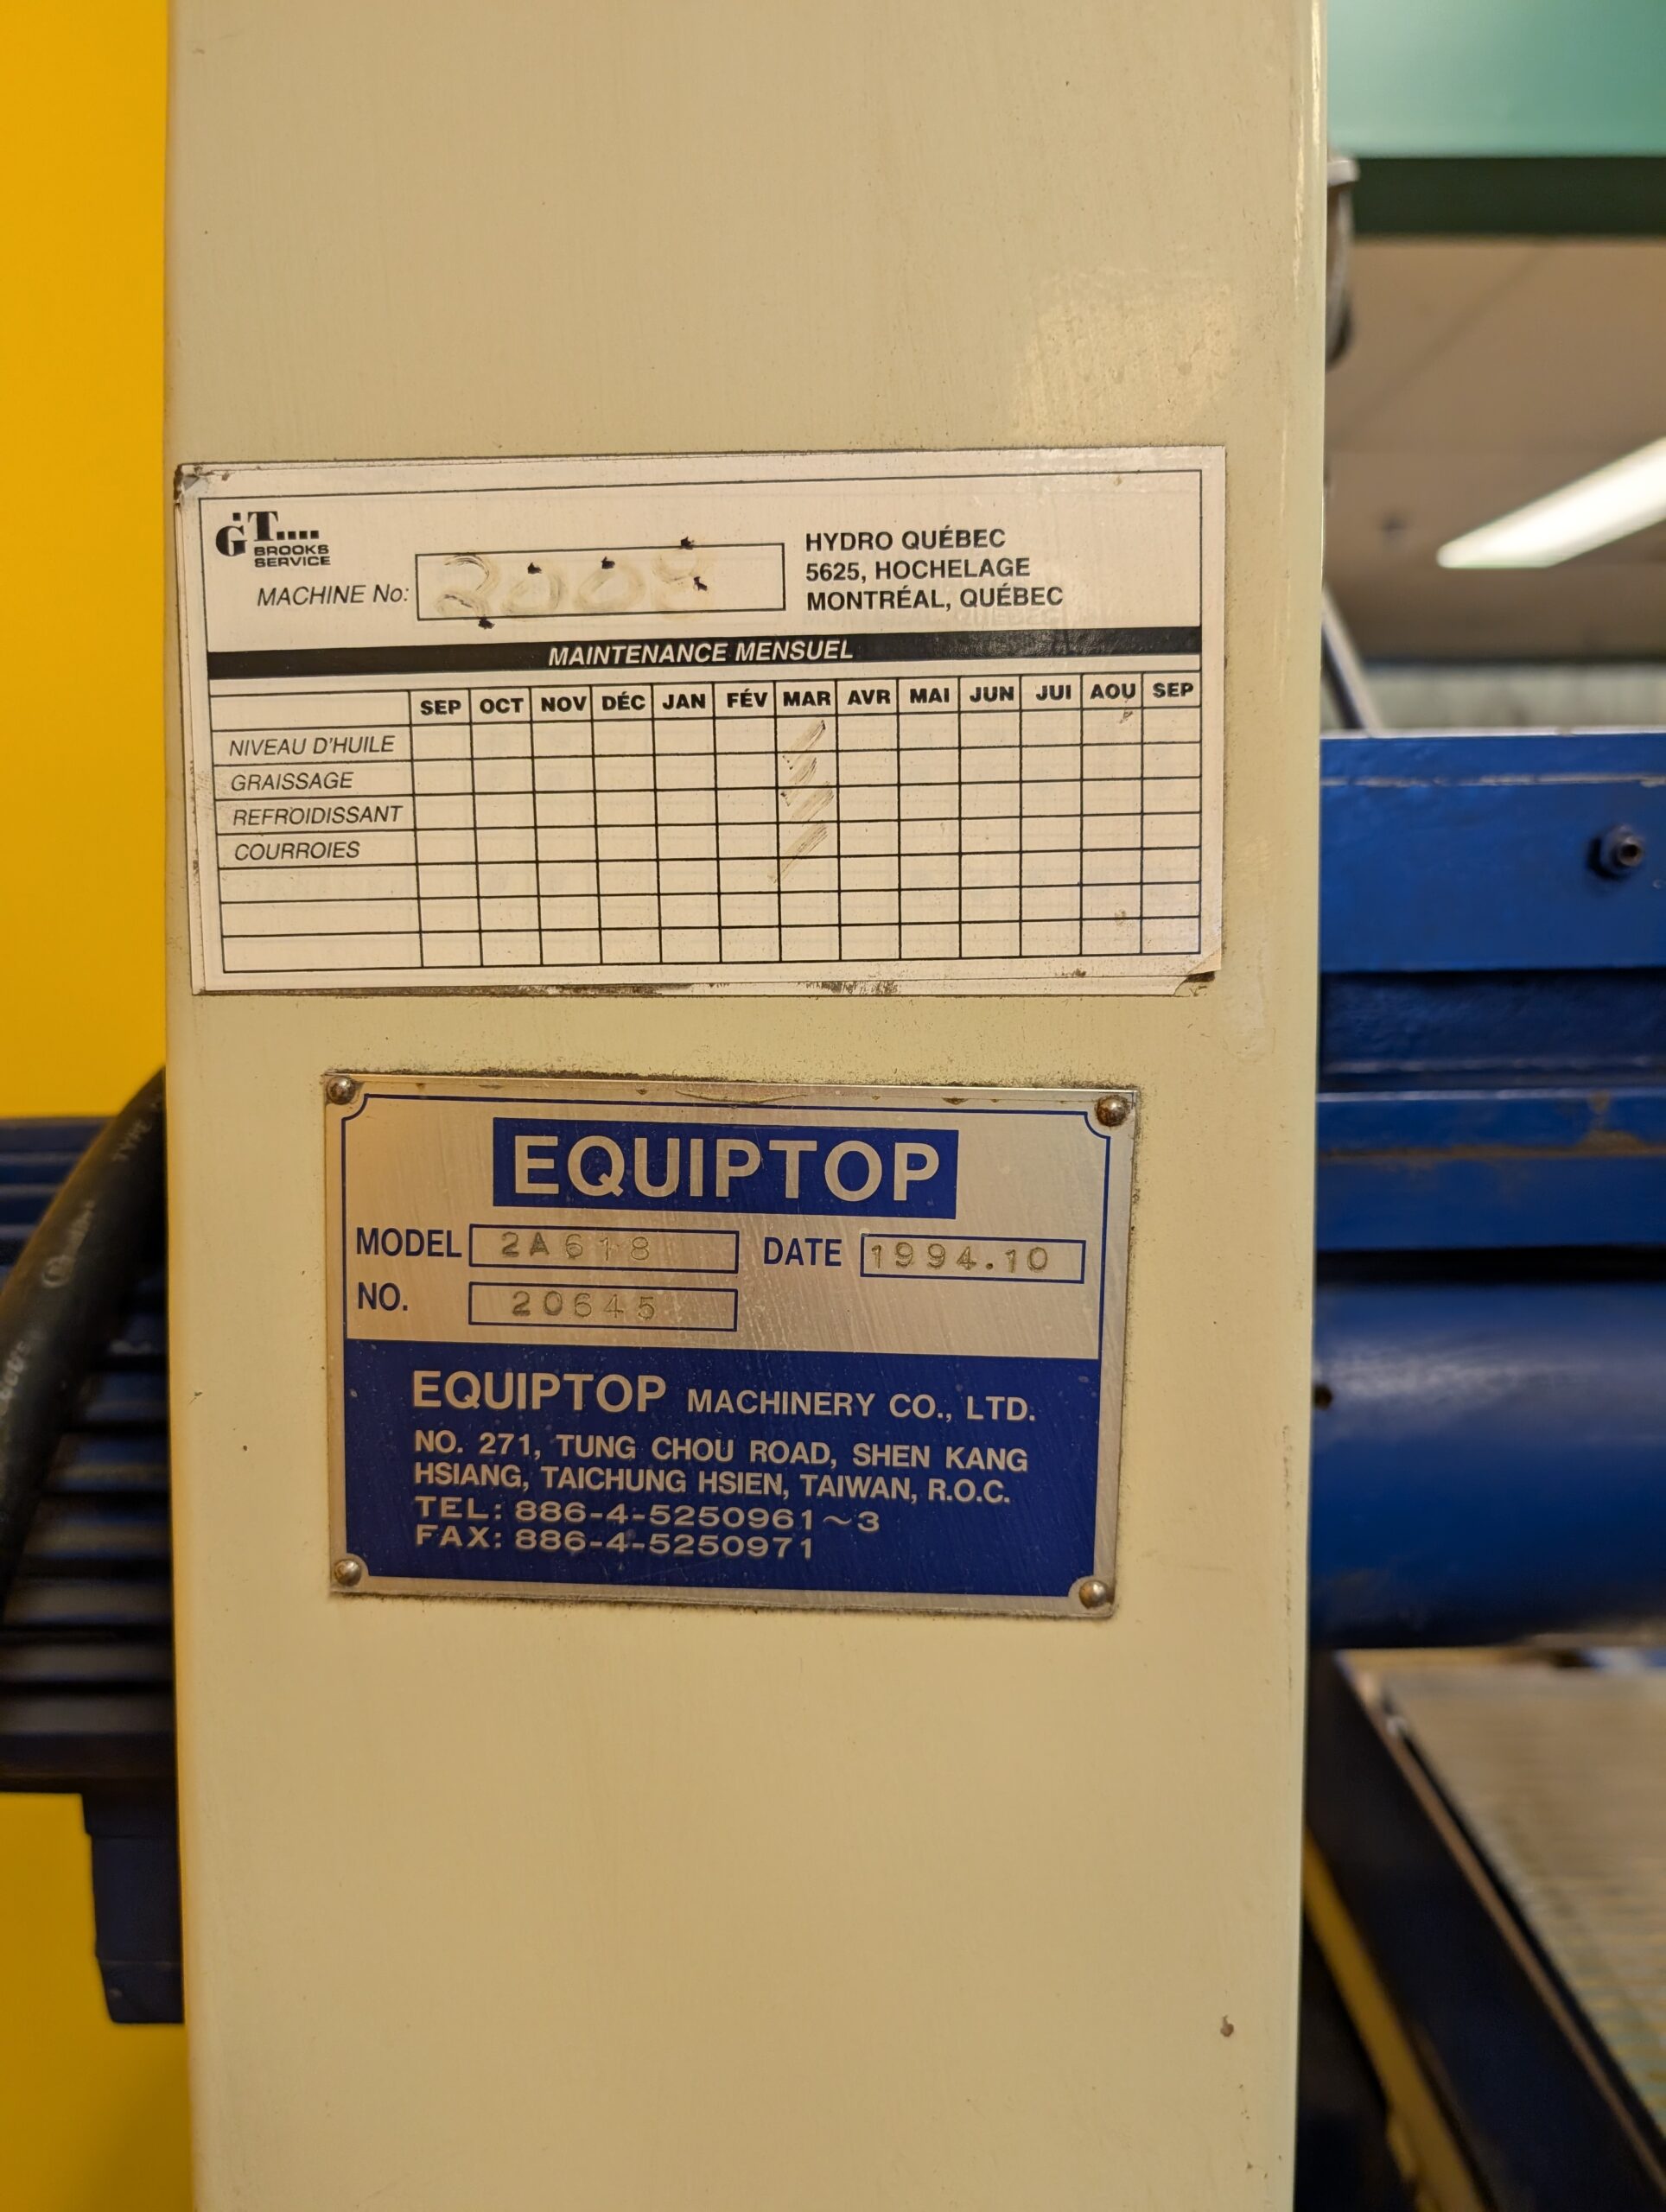 GT....
BROOKS
SERVICE
MACHINE No: 2008
HYDRO QUÉBEC
5625, HOCHELAGE
MONTRÉAL, QUÉBEC
MAINTENANCE MENSUEL
SEP OCT NOV DÉC JAN FÉV MAR AVR MAI JUN JUI AOU SEP
NIVEAU D'HUILE
GRAISSAGE
REFROIDISSANT
COURROIES
EQUIPTOP
MODEL 2A618 DATE 1994.10
NO. 20645
EQUIPTOP MACHINERY CO., LTD.
NO. 271, TUNG CHOU ROAD, SHEN KANG
HSIANG, TAICHUNG HSIEN, TAIWAN, R.O.C.
TEL: 886-4-5250961~3
FAX: 886-4-5250971
TYPE